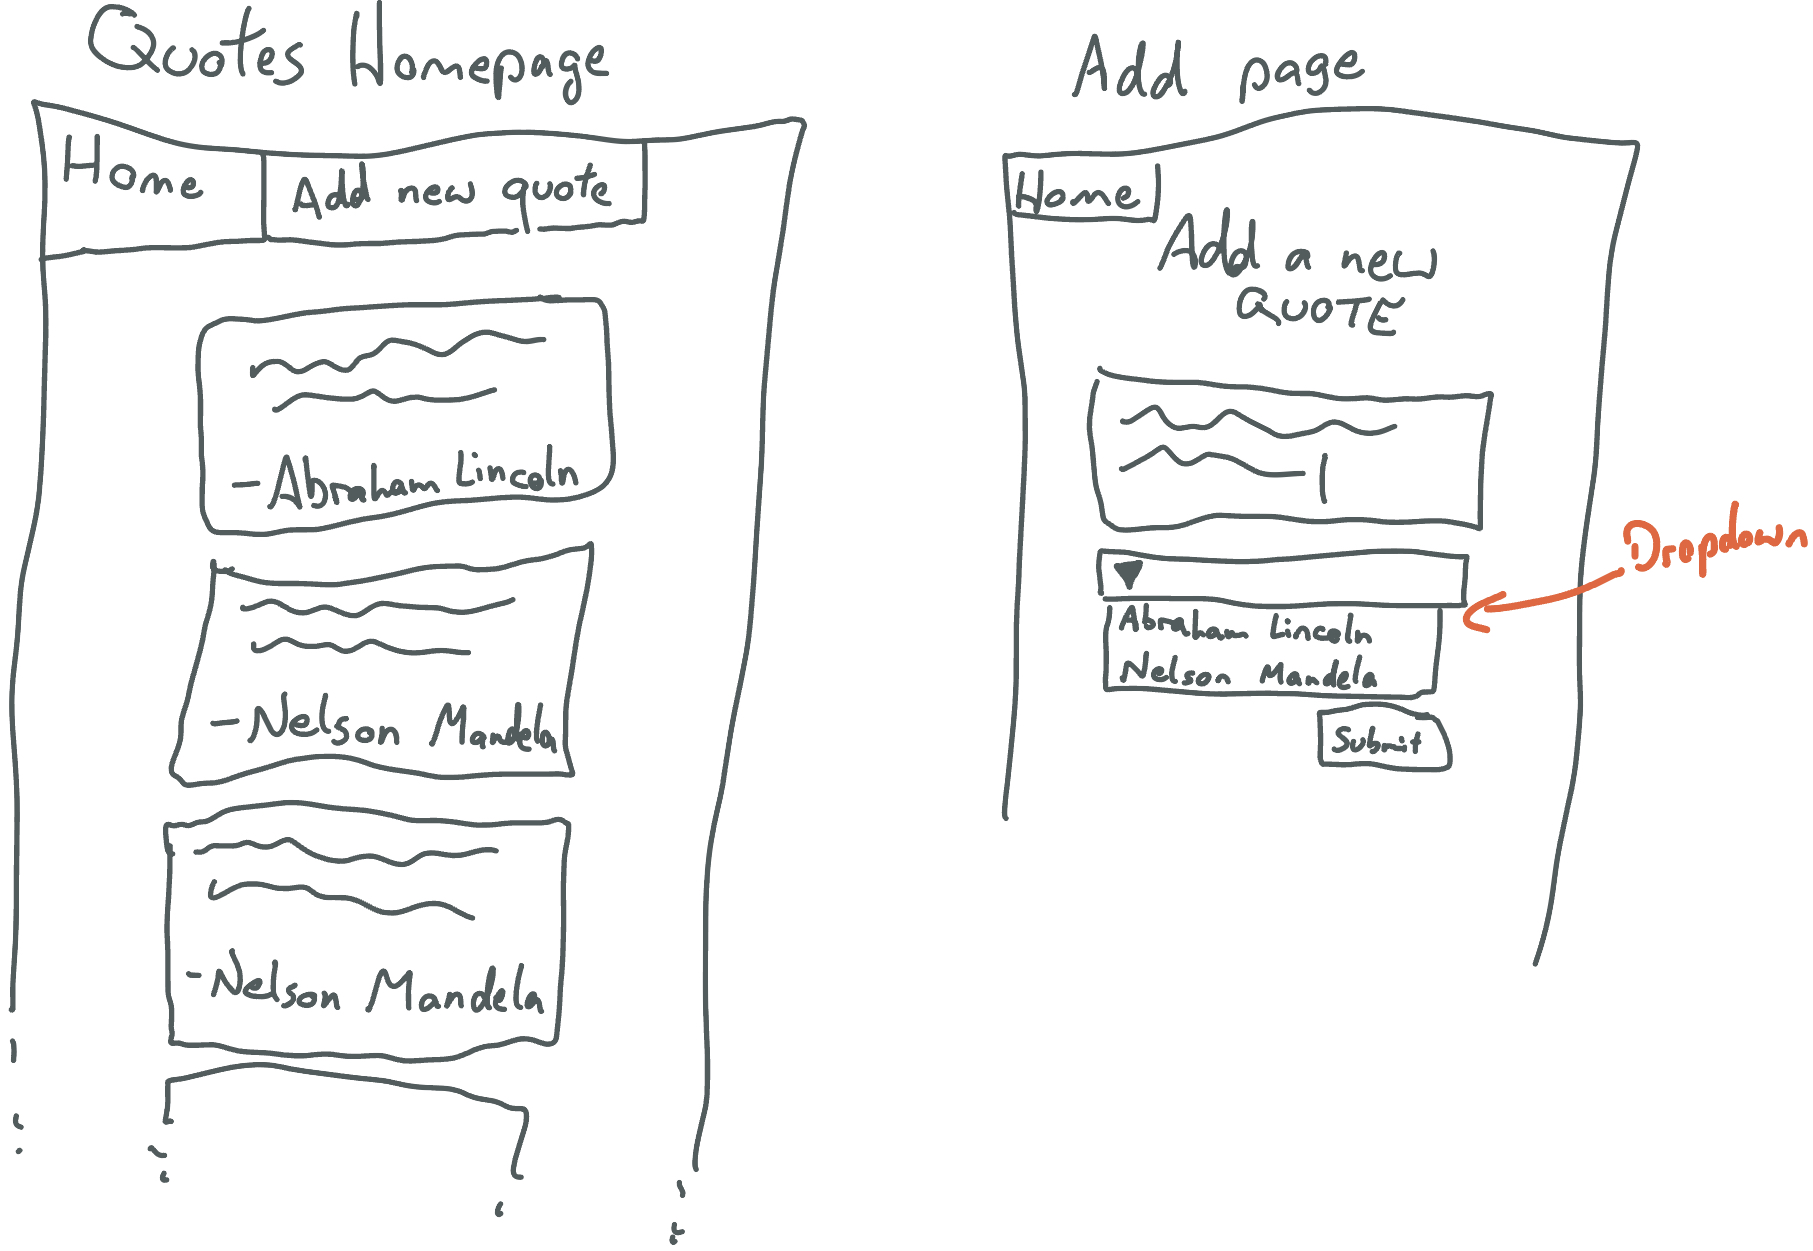 Quotes Homepage
Home
Add new quote
- Abraham Lincoln
- Nelson Mandela
- Nelson Mandela
Add page
Home
Add a new
QUOTE
Abraham Lincoln
Nelson Mandela
Submit
Dropdown